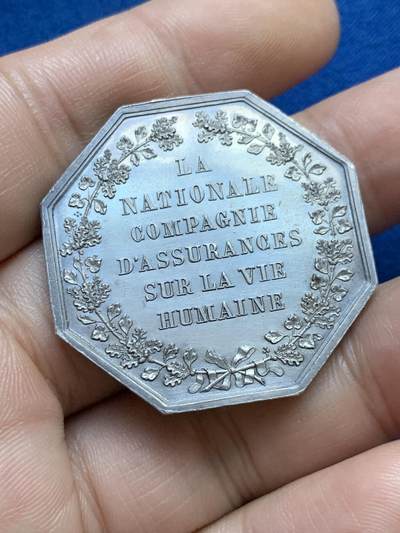 LA
NATIONALE
COMPAGNIE
D'ASSURANCES
SUR LA VIE
HUMAINE